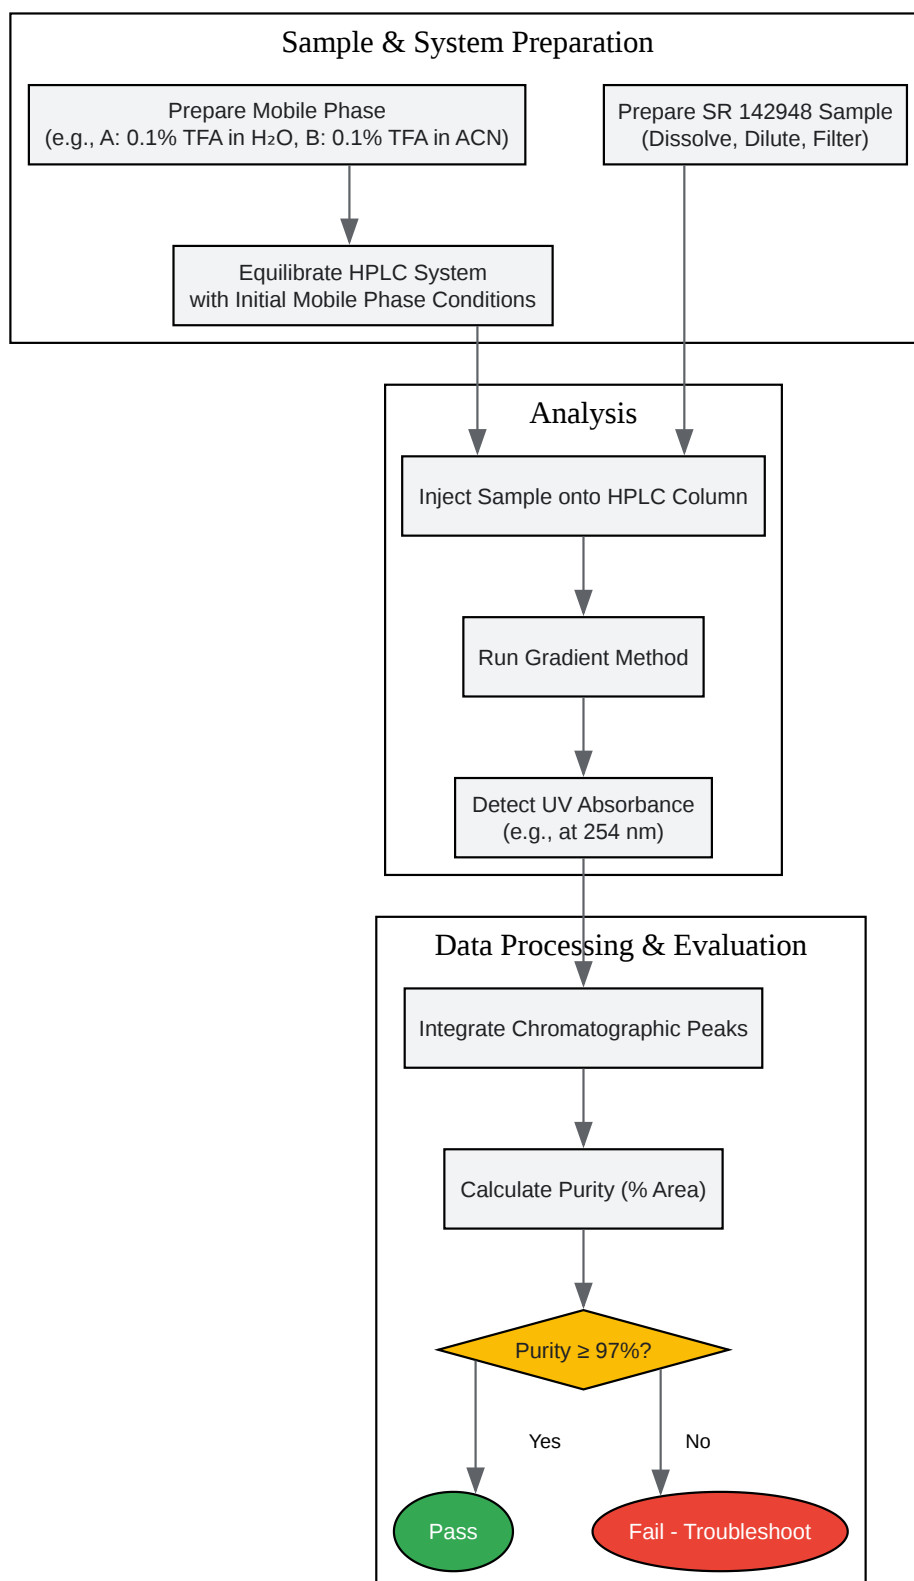 Sample & System Preparation
Prepare Mobile Phase
(e.g., A: 0.1% TFA in H₂O, B: 0.1% TFA in ACN)
Prepare SR 142948 Sample
(Dissolve, Dilute, Filter)
Equilibrate HPLC System
with Initial Mobile Phase Conditions
Analysis
Inject Sample onto HPLC Column
Run Gradient Method
Detect UV Absorbance
(e.g., at 254 nm)
Data Processing & Evaluation
Integrate Chromatographic Peaks
Calculate Purity (% Area)
Purity ≥ 97%?
Yes
No
Pass
Fail - Troubleshoot